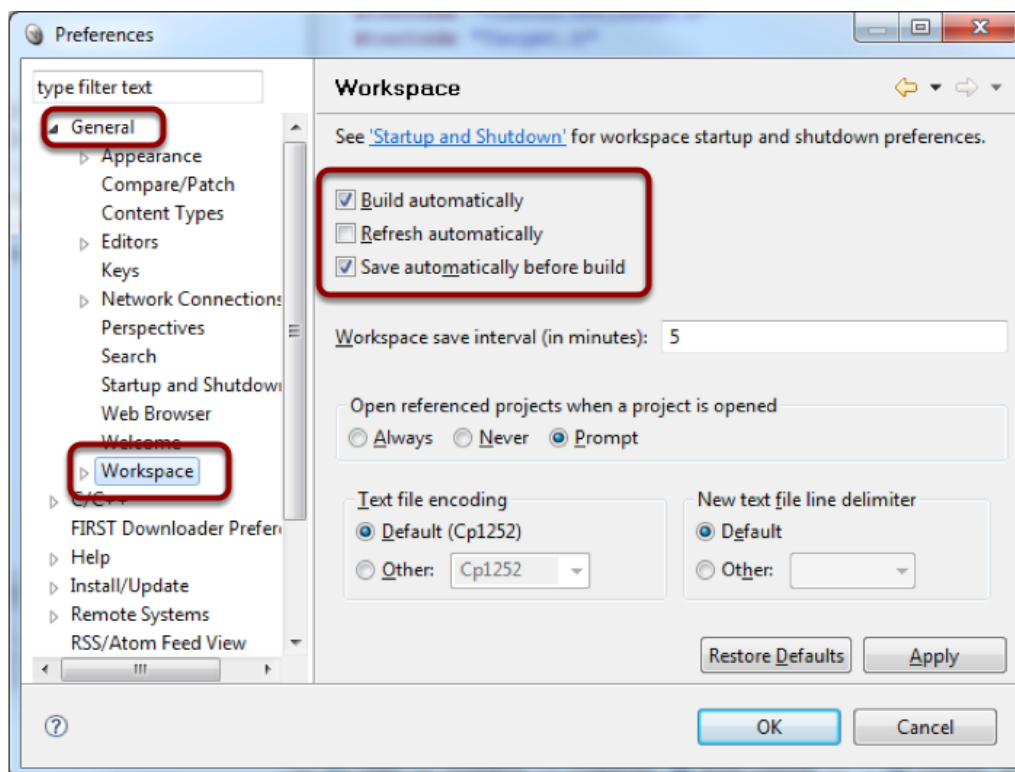 Preferences
type filter text
General
Appearance
Compare/Patch
Content Types
Editors
Keys
Network Connections
Perspectives
Search
Startup and Shutdow
Web Browser
Welcome
Workspace
C/C++
FIRST Downloader Prefer
Help
Install/Update
Remote Systems
RSS/Atom Feed View
Workspace
See 'Startup and Shutdown' for workspace startup and shutdown preferences.
Build automatically
Refresh automatically
Save automatically before build
Workspace save interval (in minutes): 5
Open referenced projects when a project is opened
Always Never Prompt
Text file encoding
Default (Cp1252)
Other: Cp1252
New text file line delimiter
Default
Other:
Restore Defaults Apply
OK Cancel